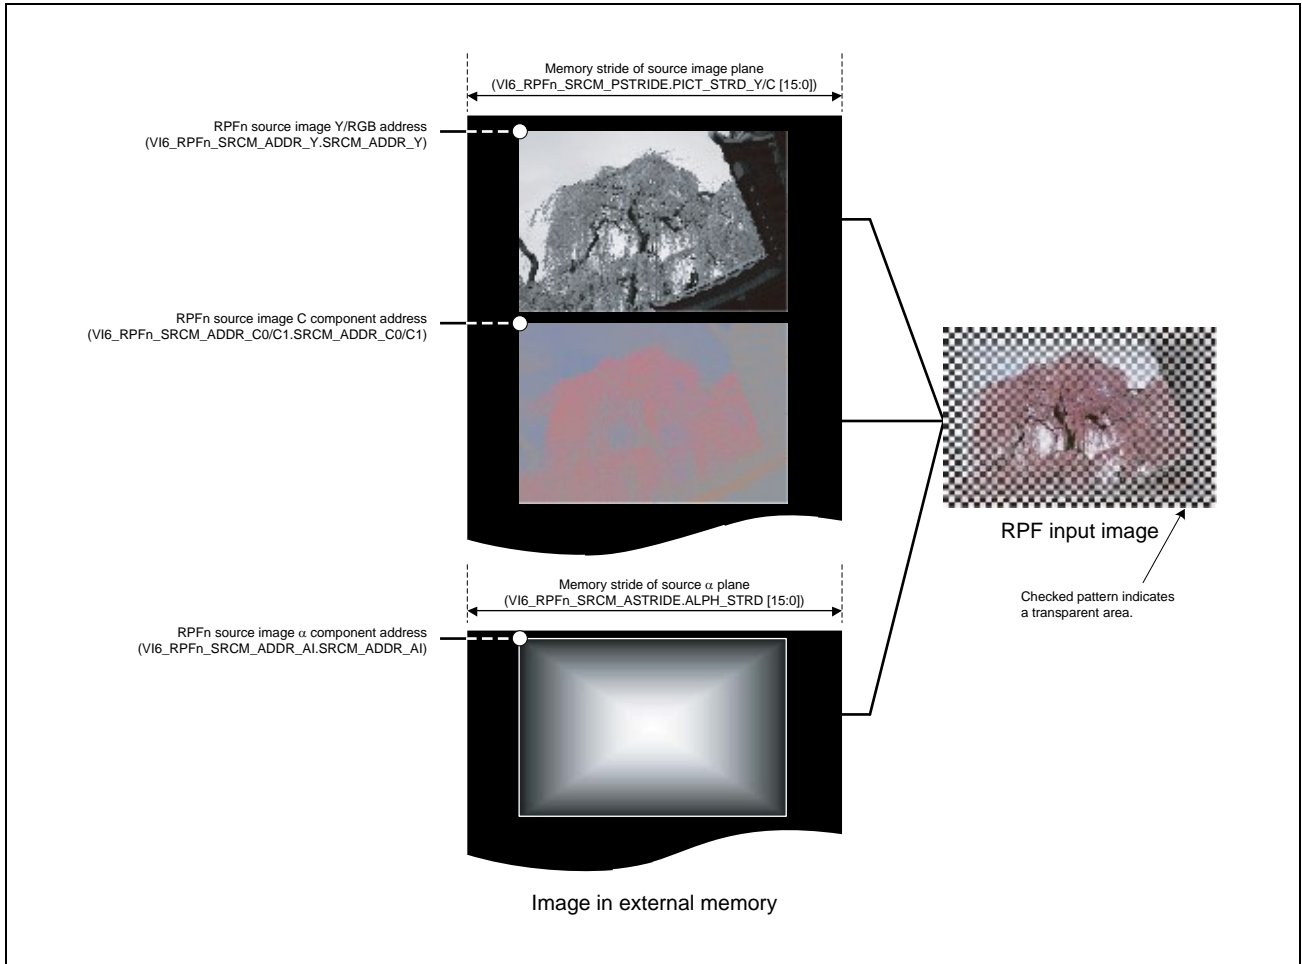 Memory stride of source image plane
(VI6_RPFn_SRCM_PSTRIDE.PICT_STRD_Y/C [15:0])
RPFn source image Y/RGB address
(VI6_RPFn_SRCM_ADDR_Y.SRCM_ADDR_Y)
RPFn source image C component address
(VI6_RPFn_SRCM_ADDR_C0/C1.SRCM_ADDR_C0/C1)
RPF input image
Checked pattern indicates
a transparent area.
Memory stride of source α plane
(VI6_RPFn_SRCM_ASTRIDE.ALPH_STRD [15:0])
RPFn source image α component address
(VI6_RPFn_SRCM_ADDR_AI.SRCM_ADDR_AI)
Image in external memory